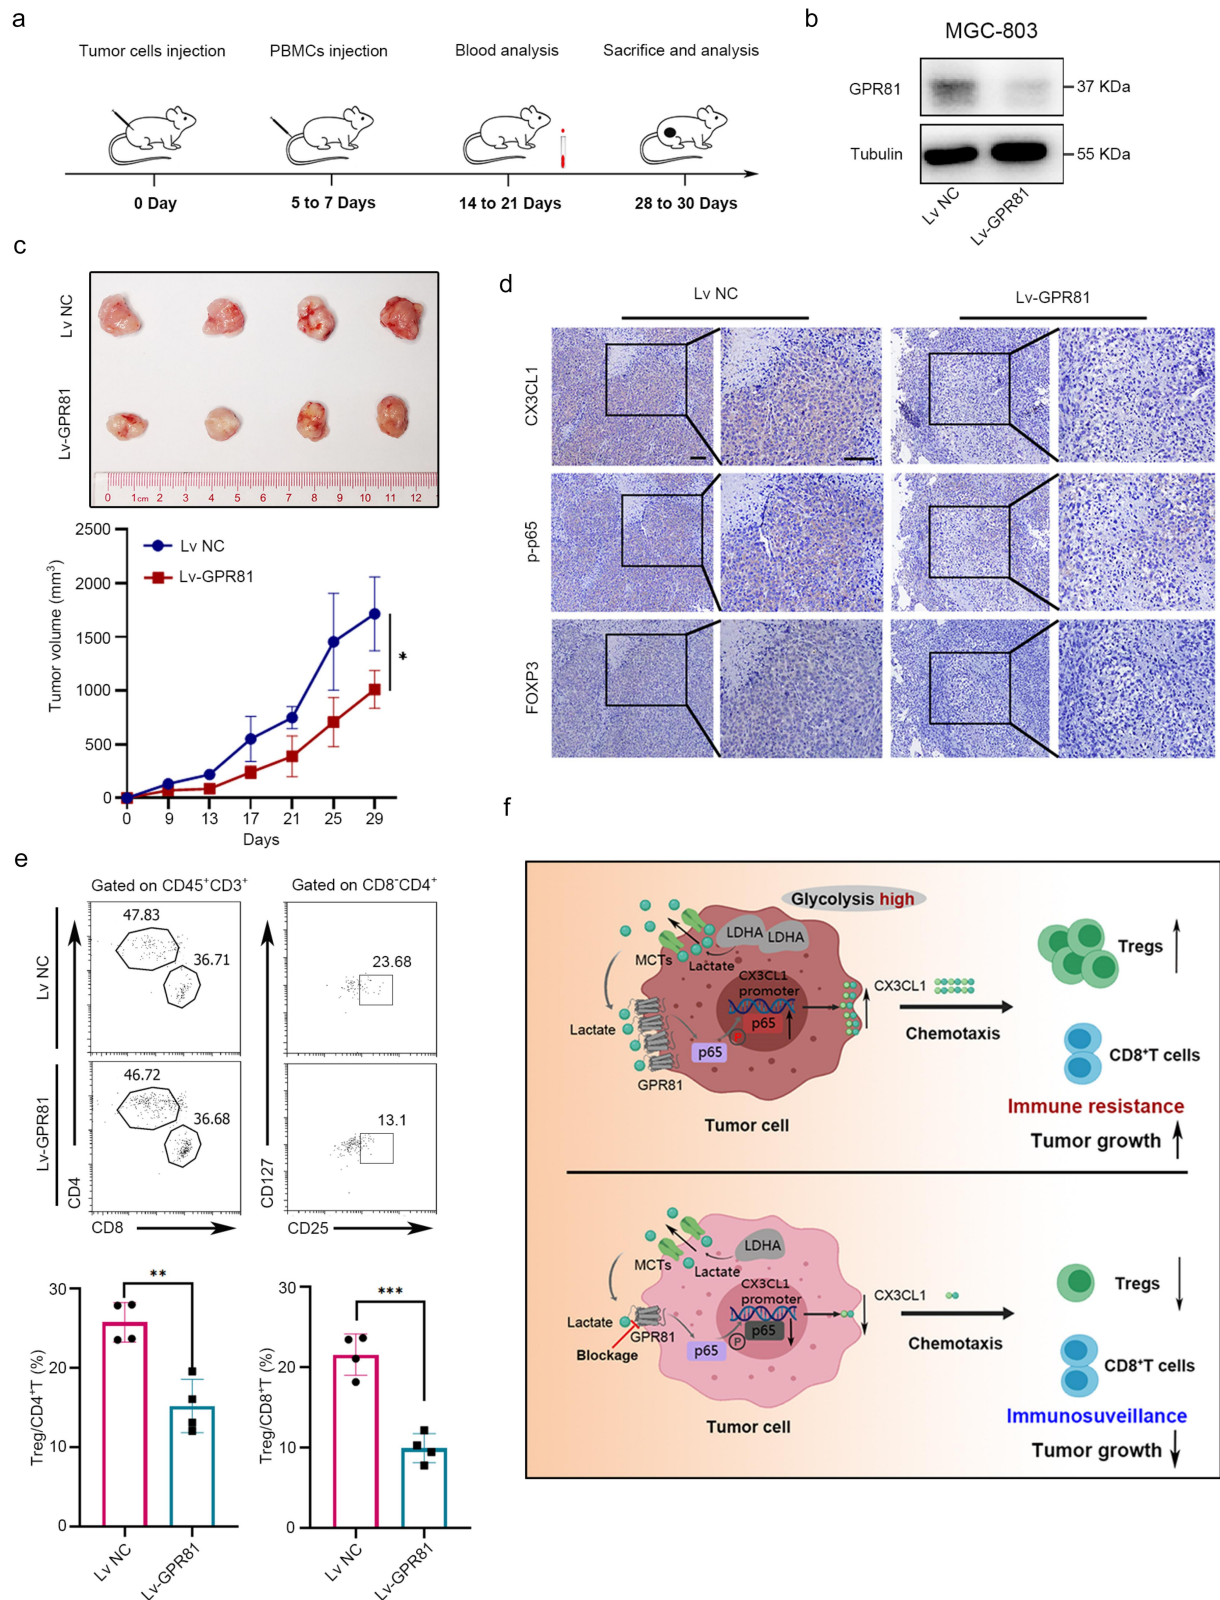 a
Tumor cells injection
PBMCs injection
Blood analysis
Sacrifice and analysis
0 Day
5 to 7 Days
14 to 21 Days
28 to 30 Days
b
MGC-803
GPR81
37 KDa
Tubulin
55 KDa
Lv NC
Lv-GPR81
c
Lv NC
Lv-GPR81
0 1cm 2 3 4 5 6 7 8 9 10 11 12
Tumor volume (mm³)
2500
2000
1500
1000
500
0
Lv NC
Lv-GPR81
*
0 9 13 17 21 25 29
Days
d
Lv NC
Lv-GPR81
CX3CL1
p-p65
FOXP3
e
Gated on CD45⁺CD3⁺
Gated on CD8⁻CD4⁺
Lv NC
47.83
36.71
23.68
Lv-GPR81
46.72
36.68
13.1
CD4
CD8
CD127
CD25
Treg/CD4⁺T (%)
30
20
10
0
**
Lv NC
Lv-GPR81
Treg/CD8⁺T (%)
30
20
10
0
***
Lv NC
Lv-GPR81
f
Glycolysis high
LDHA
LDHA
MCTs
Lactate
CX3CL1
promoter
p65
p65
Lactate
GPR81
Tumor cell
CX3CL1
Chemotaxis
Tregs
CD8⁺T cells
Immune resistance
Tumor growth
LDHA
MCTs
Lactate
CX3CL1
promoter
p65
P
p65
Lactate
GPR81
Blockage
Tumor cell
CX3CL1
Chemotaxis
Tregs
CD8⁺T cells
Immunosuveillance
Tumor growth